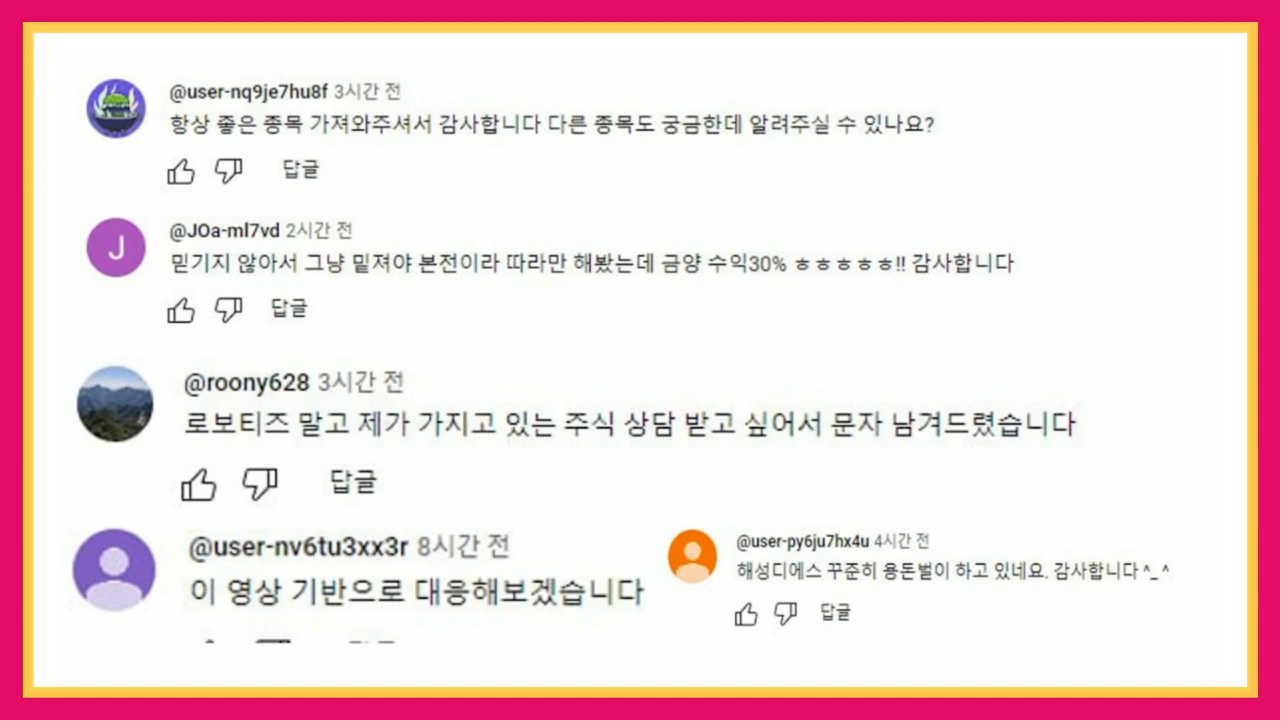 @user-nq9je7hu8f 3시간 전
항상 좋은 종목 가져와주셔서 감사합니다 다른 종목도 궁금한데 알려주실 수 있나요?
답글
J
@JOa-ml7vd 2시간 전
믿기지 않아서 그냥 밑져야 본전이라 따라만 해봤는데 금양 수익30% ㅎㅎㅎㅎㅎ!! 감사합니다
답글
@roony628 3시간 전
로보티즈 말고 제가 가지고 있는 주식 상담 받고 싶어서 문자 남겨드렸습니다
답글
@user-nv6tu3xx3r 8시간 전
이 영상 기반으로 대응해보겠습니다
@user-py6ju7hx4u 4시간 전
해성디에스 꾸준히 용돈벌이 하고 있네요. 감사합니다 ^_^
답글